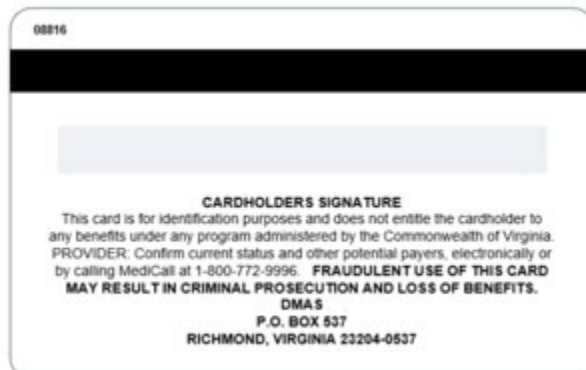 08816
CARDHOLDERS SIGNATURE
This card is for identification purposes and does not entitle the cardholder to
any benefits under any program administered by the Commonwealth of Virginia.
PROVIDER: Confirm current status and other potential payers, electronically or
by calling MediCall at 1-800-772-9996. FRAUDULENT USE OF THIS CARD
MAY RESULT IN CRIMINAL PROSECUTION AND LOSS OF BENEFITS.
DMAS
P.O. BOX 537
RICHMOND, VIRGINIA 23204-0537